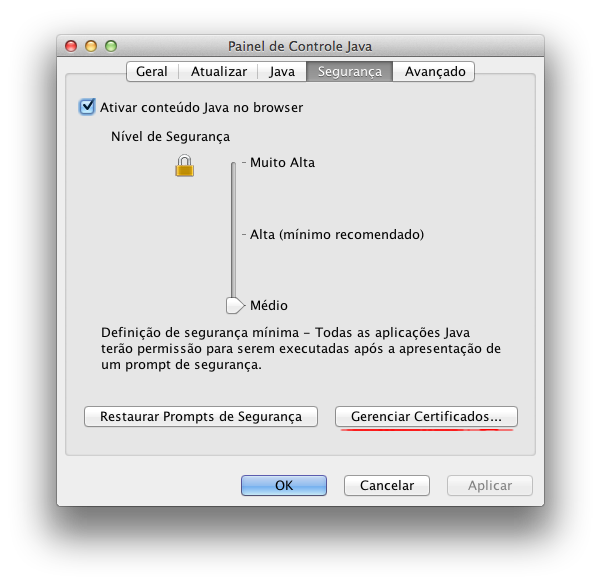 Painel de Controle Java
Geral
Atualizar
Java
Segurança
Avançado
Ativar conteúdo Java no browser
Nível de Segurança
Muito Alta
Alta (mínimo recomendado)
Médio
Definição de segurança mínima – Todas as aplicações Java
terão permissão para serem executadas após a apresentação de
um prompt de segurança.
Restaurar Prompts de Segurança
Gerenciar Certificados...
OK
Cancelar
Aplicar